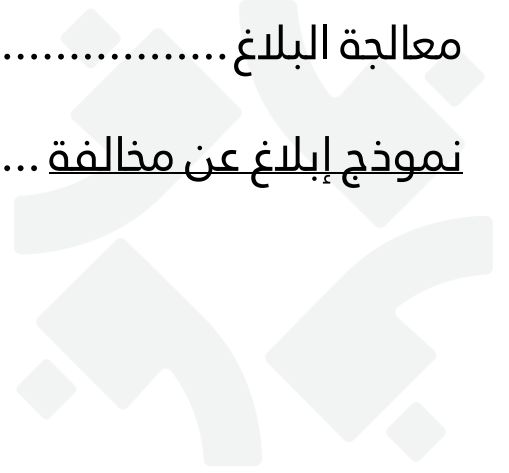 معالجة البلاغ .................
نموذج إبلاغ عن مخالفة ...